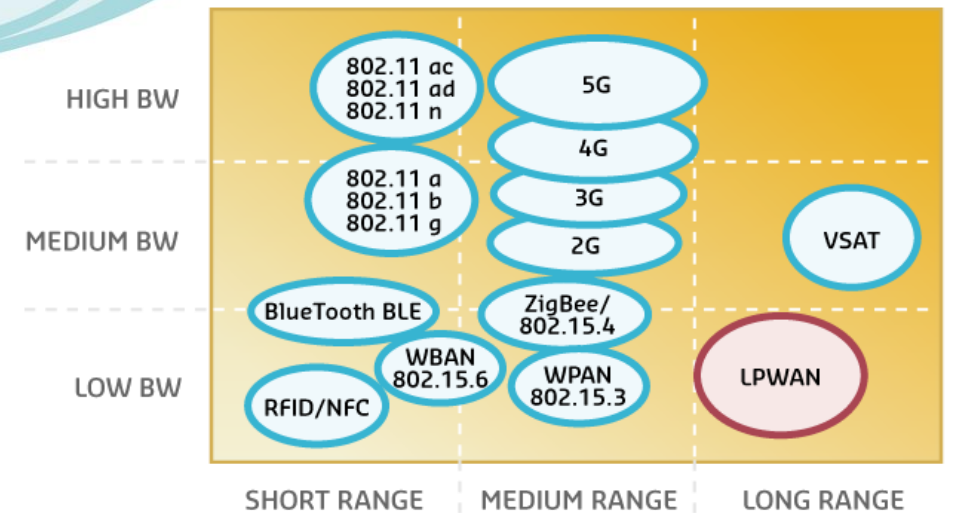 HIGH BW
802.11 ac
802.11 ad
802.11 n
5G
4G
MEDIUM BW
802.11 a
802.11 b
802.11 g
3G
2G
VSAT
LOW BW
BlueTooth BLE
ZigBee/
802.15.4
WBAN
802.15.6
WPAN
802.15.3
LPWAN
RFID/NFC
SHORT RANGE
MEDIUM RANGE
LONG RANGE